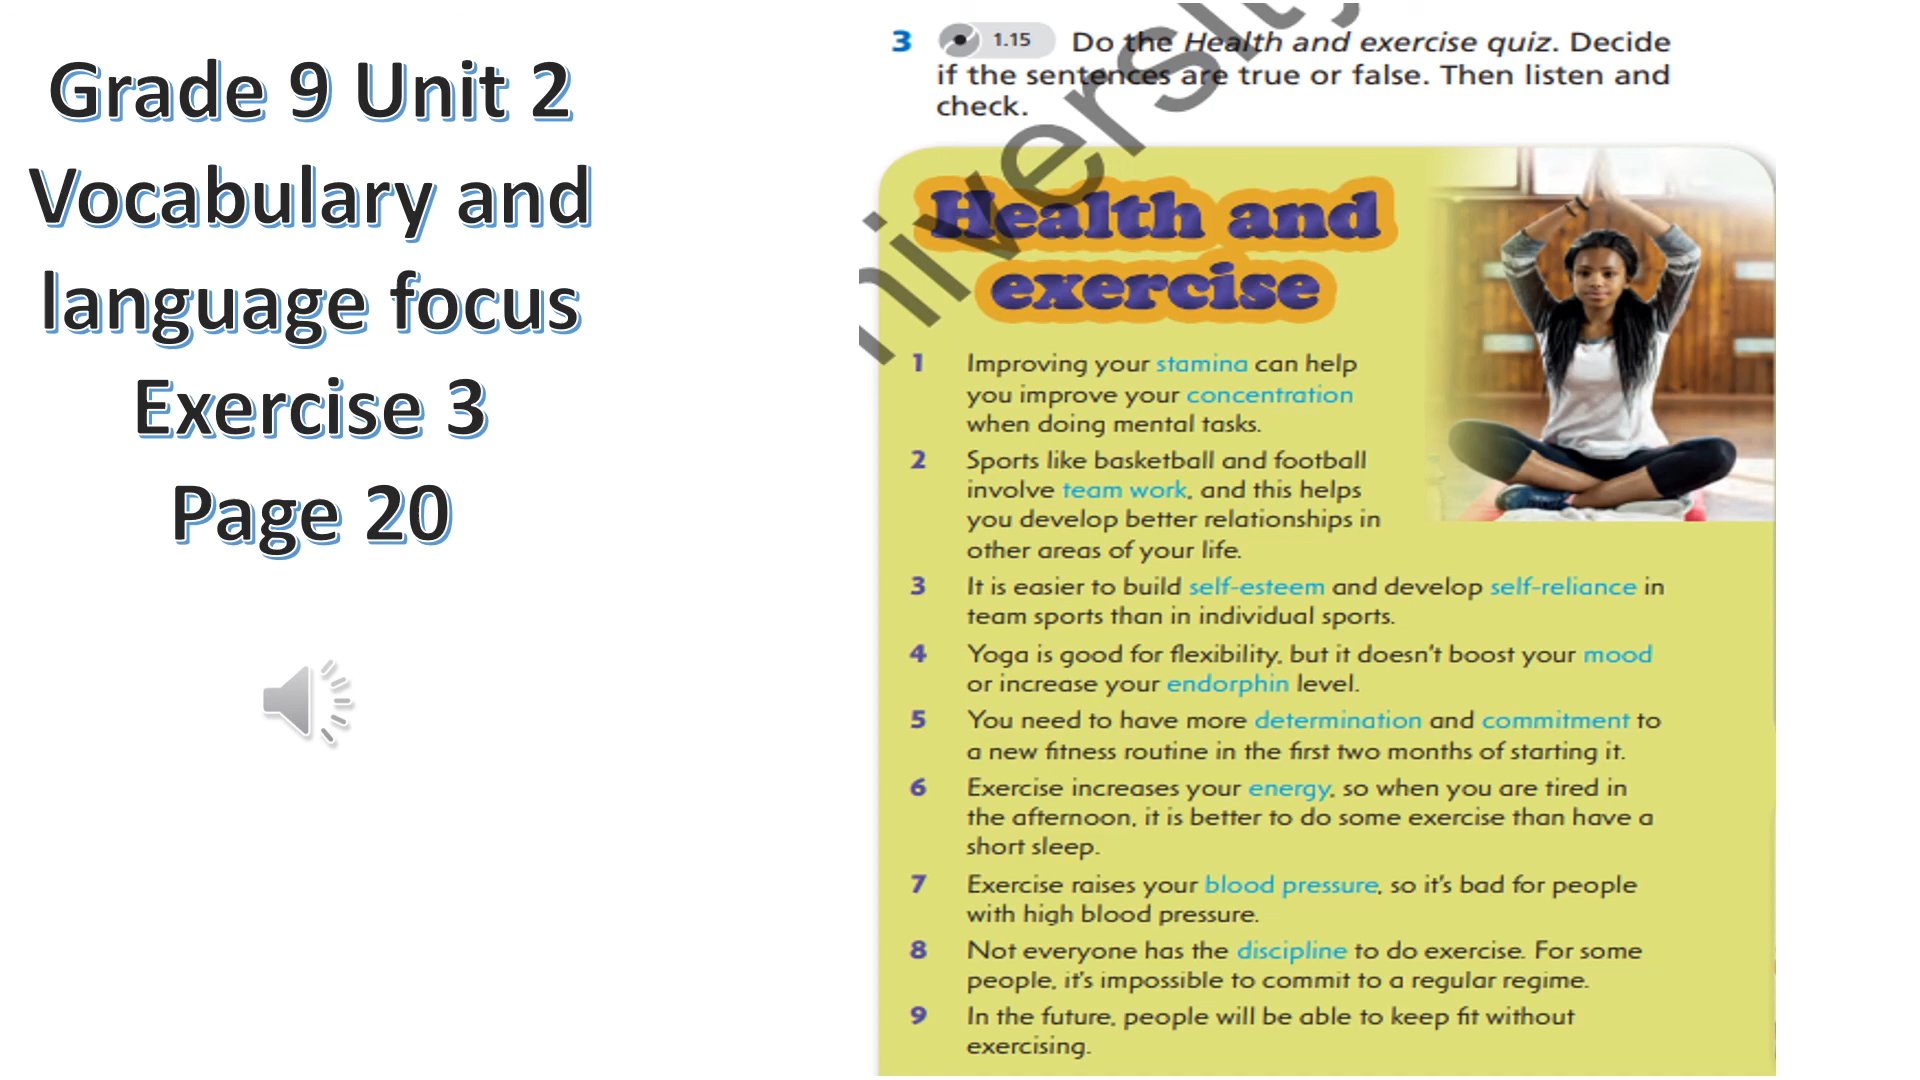 Grade 9 Unit 2
Vocabulary and
language focus
Exercise 3
Page 20
3 1.15 Do the Health and exercise quiz. Decide
if the sentences are true or false. Then listen and
check.
Health and
exercise
1 Improving your stamina can help
you improve your concentration
when doing mental tasks.
2 Sports like basketball and football
involve team work, and this helps
you develop better relationships in
other areas of your life.
3 It is easier to build self-esteem and develop self-reliance in
team sports than in individual sports.
4 Yoga is good for flexibility, but it doesn't boost your mood
or increase your endorphin level.
5 You need to have more determination and commitment to
a new fitness routine in the first two months of starting it.
6 Exercise increases your energy, so when you are tired in
the afternoon, it is better to do some exercise than have a
short sleep.
7 Exercise raises your blood pressure, so it's bad for people
with high blood pressure.
8 Not everyone has the discipline to do exercise. For some
people, it's impossible to commit to a regular regime.
9 In the future, people will be able to keep fit without
exercising.